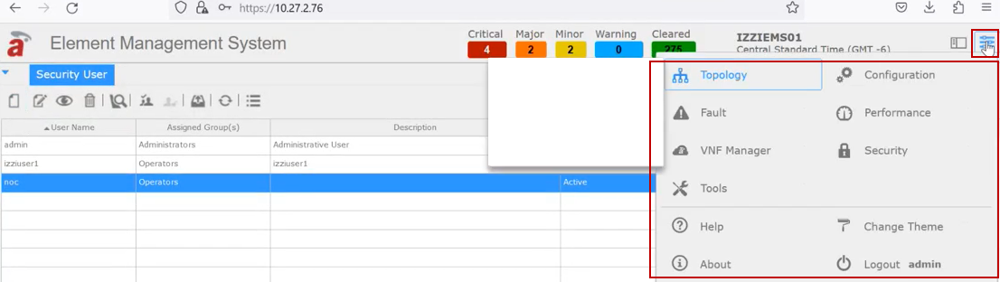 https://10.27.2.76
a
Element Management System
Critical Major Minor Warning Cleared
4 2 2 0 275
IZZIEMS01
Central Standard Time (GMT -6)
Security User
User Name Assigned Group(s) Description
admin Administrators Administrative User
izziuser1 Operators izziuser1
noc Operators Active
Topology Configuration
Fault Performance
VNF Manager Security
Tools
Help Change Theme
About Logout admin